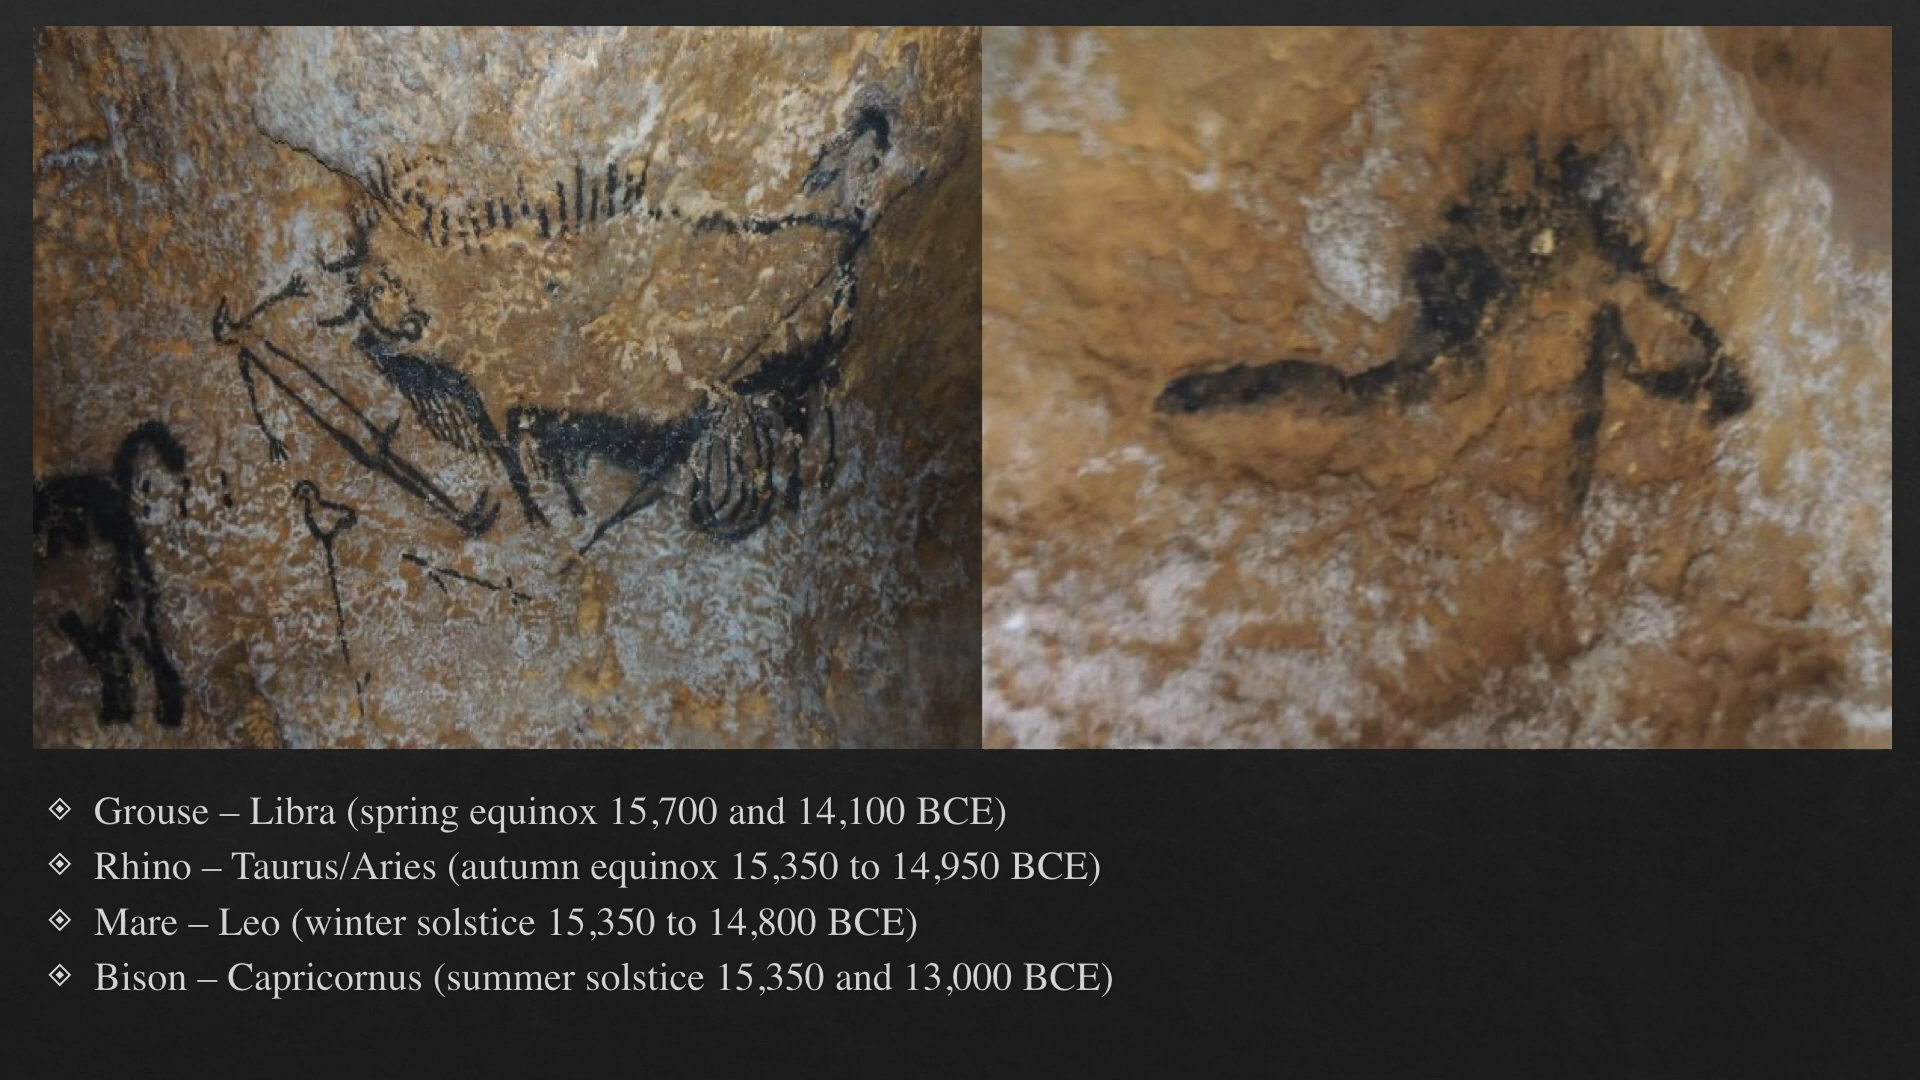 Grouse – Libra (spring equinox 15,700 and 14,100 BCE)
Rhino – Taurus/Aries (autumn equinox 15,350 to 14,950 BCE)
Mare – Leo (winter solstice 15,350 to 14,800 BCE)
Bison – Capricornus (summer solstice 15,350 and 13,000 BCE)